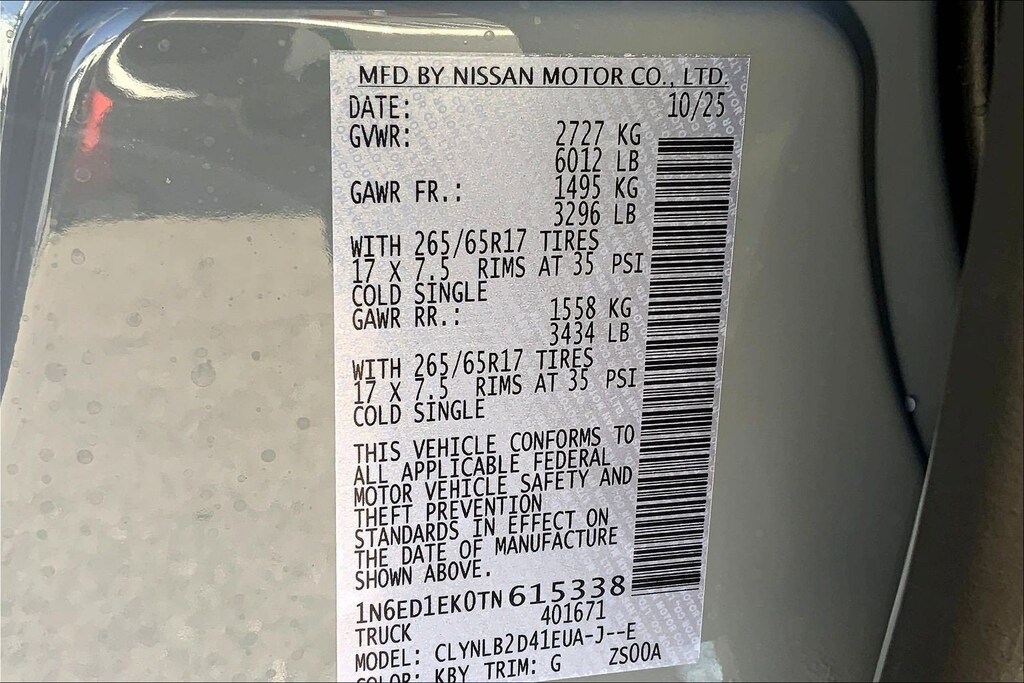 MFD BY NISSAN MOTOR CO., LTD.
DATE: 10/25
GVWR: 2727 KG
6012 LB
GAWR FR.: 1495 KG
3296 LB
WITH 265/65R17 TIRES
17 X 7.5 RIMS AT 35 PSI
COLD SINGLE
GAWR RR.: 1558 KG
3434 LB
WITH 265/65R17 TIRES
17 X 7.5 RIMS AT 35 PSI
COLD SINGLE
THIS VEHICLE CONFORMS TO
ALL APPLICABLE FEDERAL
MOTOR VEHICLE SAFETY AND
THEFT PREVENTION
STANDARDS IN EFFECT ON
THE DATE OF MANUFACTURE
SHOWN ABOVE.
1N6ED1EK0TN615338
401671
TRUCK
MODEL: CLYNLB2D41EUA-J--E
COLOR: KBY TRIM: G ZS00A